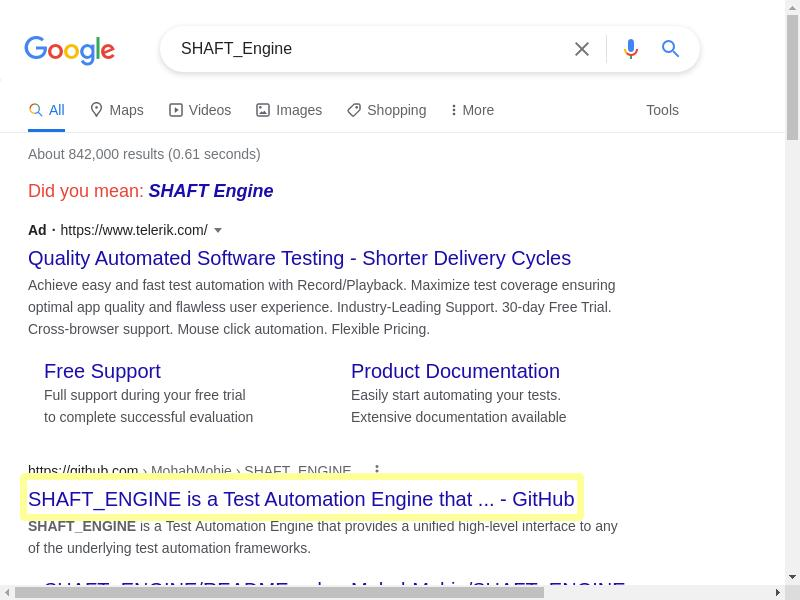 Google
SHAFT_Engine
All Maps Videos Images Shopping More Tools
About 842,000 results (0.61 seconds)
Did you mean: SHAFT Engine
Ad · https://www.telerik.com/
Quality Automated Software Testing - Shorter Delivery Cycles
Achieve easy and fast test automation with Record/Playback. Maximize test coverage ensuring
optimal app quality and flawless user experience. Industry-Leading Support. 30-day Free Trial.
Cross-browser support. Mouse click automation. Flexible Pricing.
Free Support
Full support during your free trial
to complete successful evaluation
Product Documentation
Easily start automating your tests.
Extensive documentation available
https://github.com › MohabMohie › SHAFT_ENGINE
SHAFT_ENGINE is a Test Automation Engine that ... - GitHub
SHAFT_ENGINE is a Test Automation Engine that provides a unified high-level interface to any
of the underlying test automation frameworks.